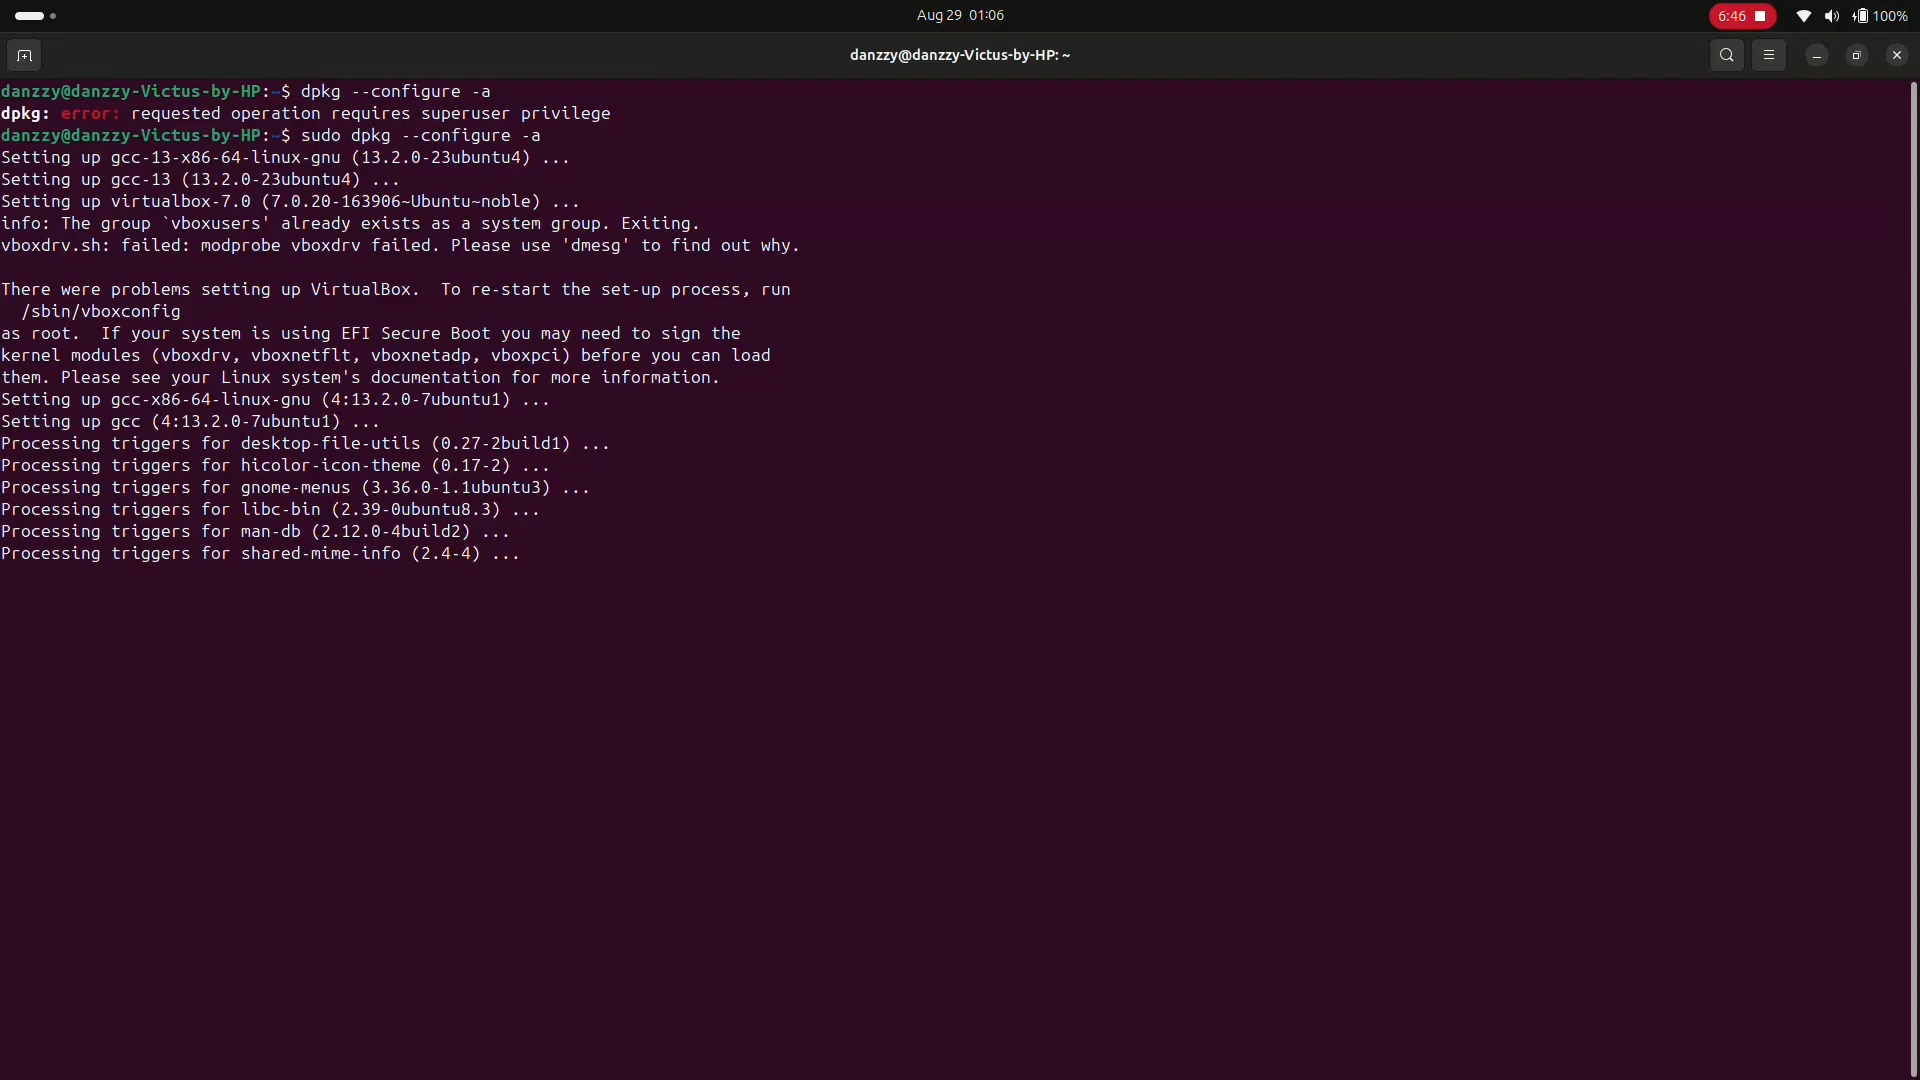 Aug 29 01:06
6:46
100%
danzzy@danzzy-Victus-by-HP: ~
danzzy@danzzy-Victus-by-HP:~$ dpkg --configure -a
dpkg: error: requested operation requires superuser privilege
danzzy@danzzy-Victus-by-HP:~$ sudo dpkg --configure -a
Setting up gcc-13-x86-64-linux-gnu (13.2.0-23ubuntu4) ...
Setting up gcc-13 (13.2.0-23ubuntu4) ...
Setting up virtualbox-7.0 (7.0.20-163906~Ubuntu~noble) ...
info: The group `vboxusers' already exists as a system group. Exiting.
vboxdrv.sh: failed: modprobe vboxdrv failed. Please use 'dmesg' to find out why.
There were problems setting up VirtualBox.  To re-start the set-up process, run
  /sbin/vboxconfig
as root.  If your system is using EFI Secure Boot you may need to sign the
kernel modules (vboxdrv, vboxnetflt, vboxnetadp, vboxpci) before you can load
them. Please see your Linux system's documentation for more information.
Setting up gcc-x86-64-linux-gnu (4:13.2.0-7ubuntu1) ...
Setting up gcc (4:13.2.0-7ubuntu1) ...
Processing triggers for desktop-file-utils (0.27-2build1) ...
Processing triggers for hicolor-icon-theme (0.17-2) ...
Processing triggers for gnome-menus (3.36.0-1.1ubuntu3) ...
Processing triggers for libc-bin (2.39-0ubuntu8.3) ...
Processing triggers for man-db (2.12.0-4build2) ...
Processing triggers for shared-mime-info (2.4-4) ...